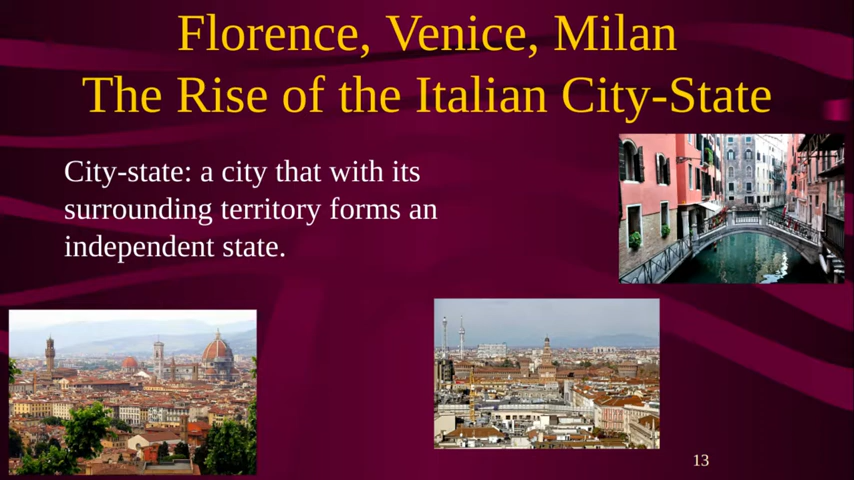 Florence, Venice, Milan
The Rise of the Italian City-State
City-state: a city that with its
surrounding territory forms an
independent state.
13